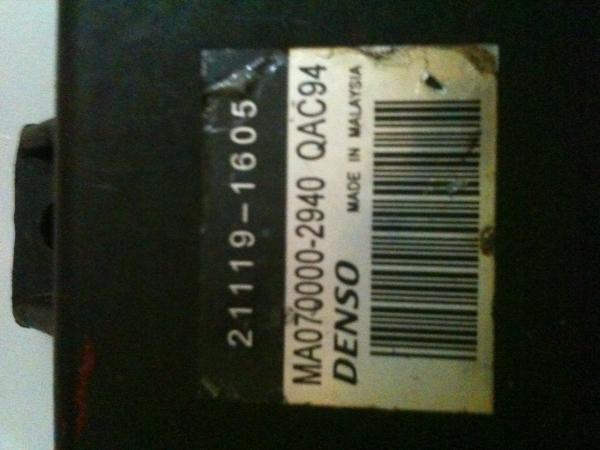 21119-1605
MA070000-2940 QAC94
DENSO MADE IN MALAYSIA